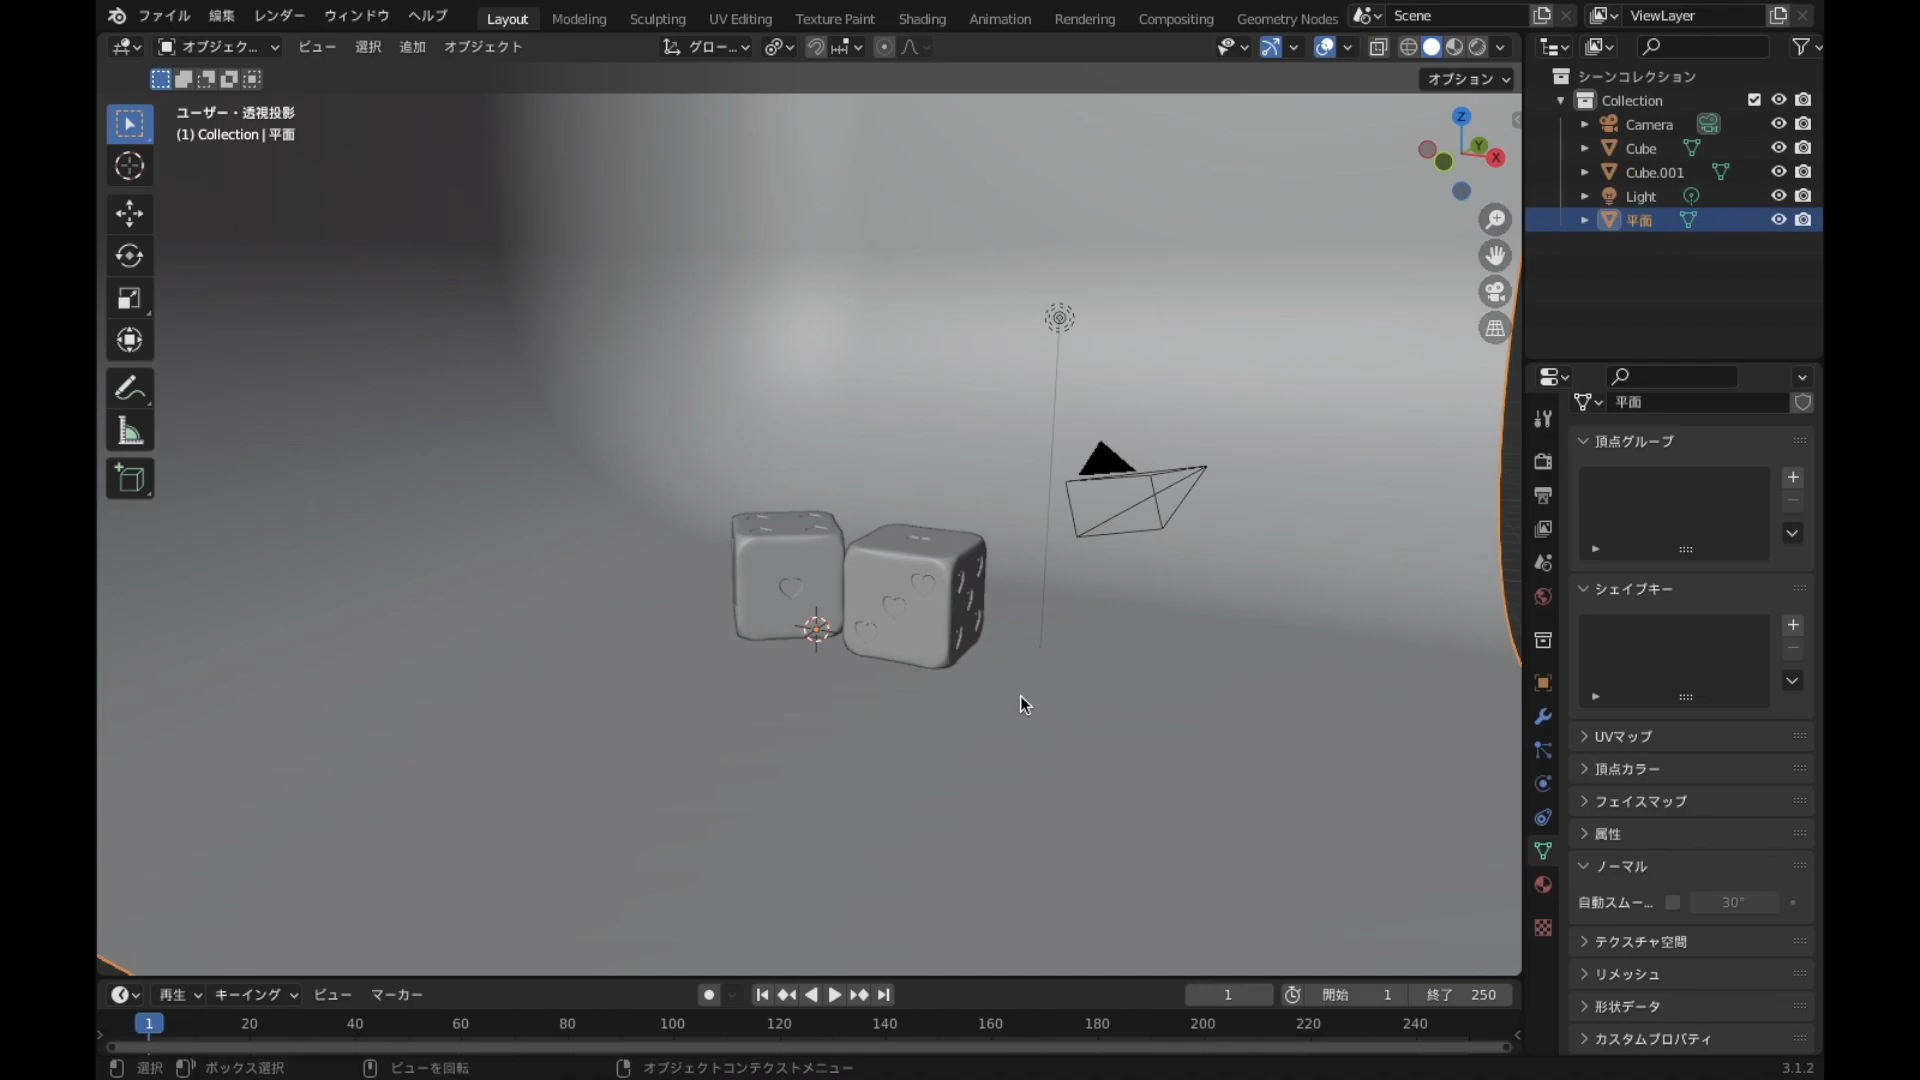 ファイル 編集 レンダー ウィンドウ ヘルプ Layout Modeling Sculpting UV Editing Texture Paint Shading Animation Rendering Compositing Geometry Nodes Scene ViewLayer
オブジェク... ビュー 選択 追加 オブジェクト グロー...
オプション
ユーザー・透視投影
(1) Collection | 平面
Z
Y
X
シーンコレクション
Collection
Camera
Cube
Cube.001
Light
平面
平面
頂点グループ
シェイプキー
UVマップ
頂点カラー
フェイスマップ
属性
ノーマル
自動スムー... 30°
テクスチャ空間
リメッシュ
形状データ
カスタムプロパティ
再生 キーイング ビュー マーカー 1 開始 1 終了 250
1 20 40 60 80 100 120 140 160 180 200 220 240
選択 ボックス選択 ビューを回転 オブジェクトコンテクストメニュー 3.1.2